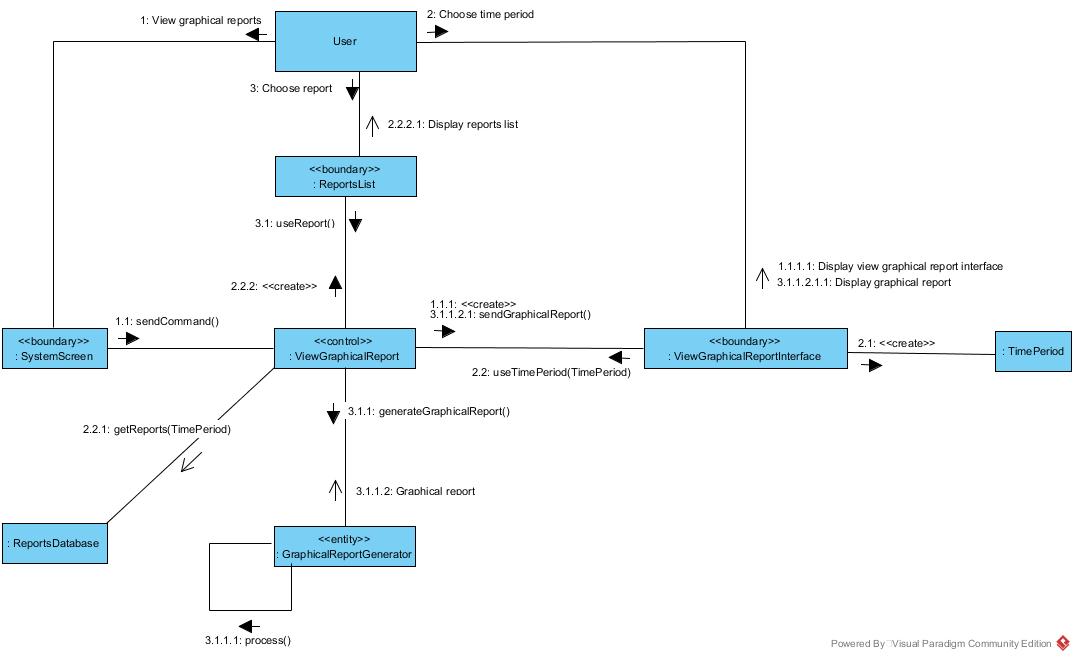 1: View graphical reports
2: Choose time period
User
3: Choose report
2.2.2.1: Display reports list
<<boundary>>
: ReportsList
3.1: useReport()
2.2.2: <<create>>
1.1.1: <<create>>
3.1.1.2.1: sendGraphicalReport()
1.1.1.1: Display view graphical report interface
3.1.1.2.1.1: Display graphical report
1.1: sendCommand()
<<boundary>>
: SystemScreen
<<control>>
: ViewGraphicalReport
<<boundary>>
: ViewGraphicalReportInterface
2.1: <<create>>
: TimePeriod
2.2: useTimePeriod(TimePeriod)
3.1.1: generateGraphicalReport()
2.2.1: getReports(TimePeriod)
3.1.1.2: Graphical report
: ReportsDatabase
<<entity>>
: GraphicalReportGenerator
3.1.1.1: process()
Powered By Visual Paradigm Community Edition